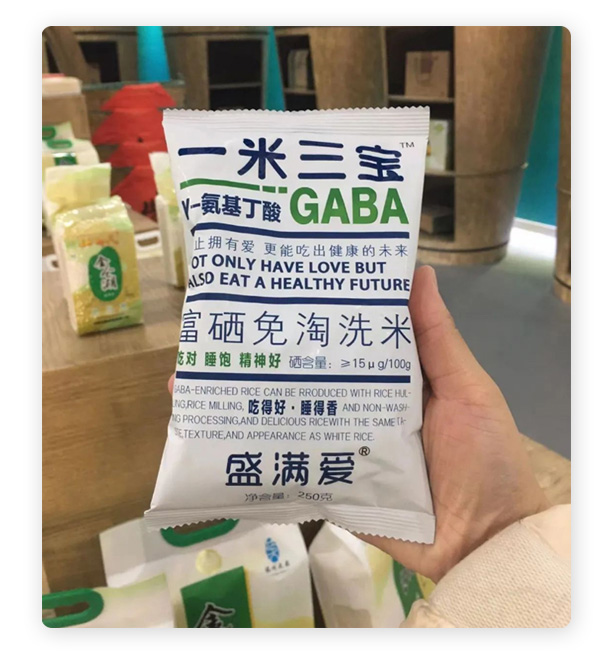 一米三宝™
γ-氨基丁酸 GABA
止拥有爱 更能吃出健康的未来
OT ONLY HAVE LOVE BUT
ALSO EAT A HEALTHY FUTURE
富硒免淘洗米
吃对 睡饱 精神好 硒含量：≥15μg/100g
GABA-ENRICHED RICE CAN BE RRODUCED WITH RICE HUL-
ING,RICE MILLING, 吃得好·睡得香 AND NON-WASH-
NG PROCESSING,AND DELICIOUS RICEWITH THE SAMETA-
TE,TEXTURE,AND APPEARANCE AS WHITE RICE.
盛满爱®
净含量：250克